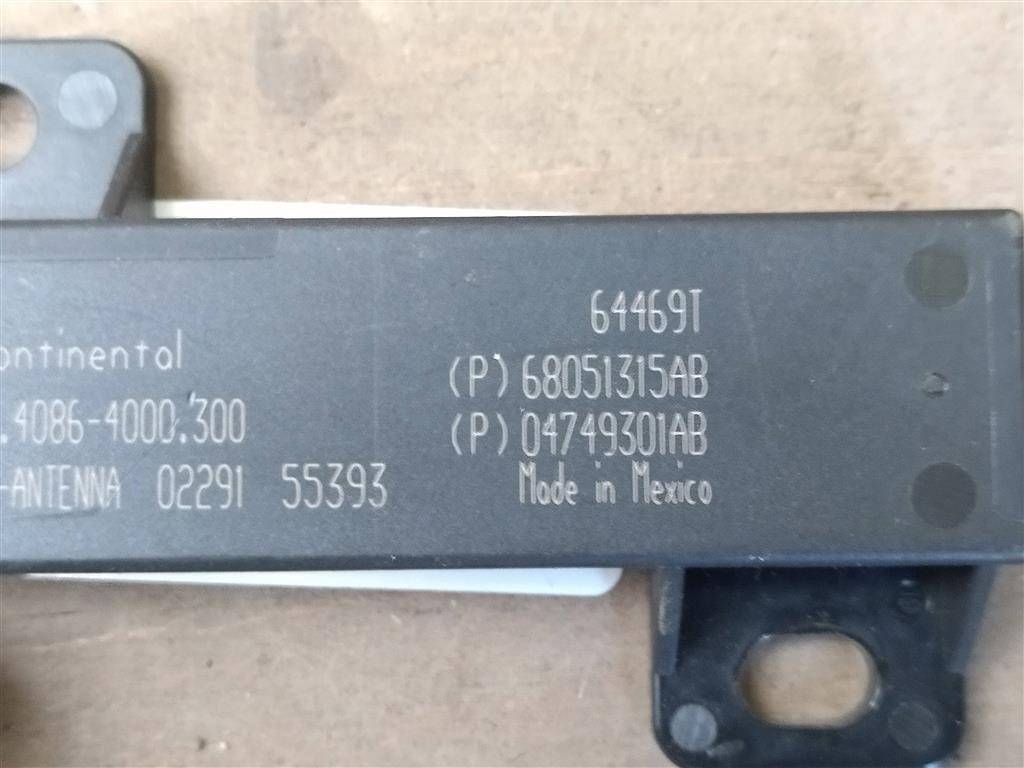 64469T
ontinental
(P) 68051315AB
.4086-4000.300
(P) 04749301AB
-ANTENNA 02291 55393
Made in Mexico